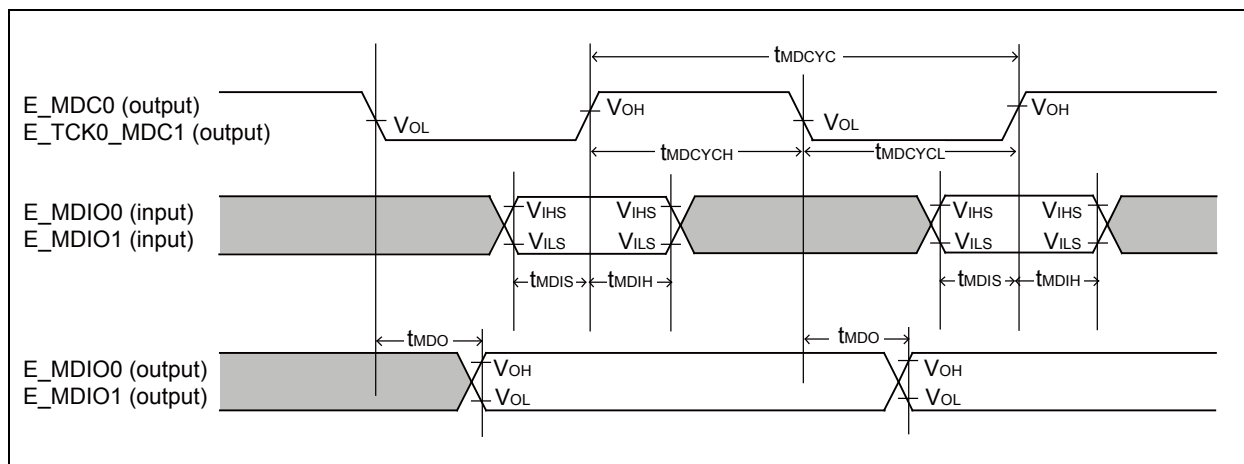 tMDCYC
E_MDC0 (output)
E_TCK0_MDC1 (output)
VOL
VOH
VOL
VOH
tMDCYCH
tMDCYCL
E_MDIO0 (input)
E_MDIO1 (input)
VIHS
VIHS
VIHS
VIHS
VILS
VILS
VILS
VILS
tMDIS
tMDIH
tMDIS
tMDIH
tMDO
tMDO
E_MDIO0 (output)
E_MDIO1 (output)
VOH
VOH
VOL
VOL